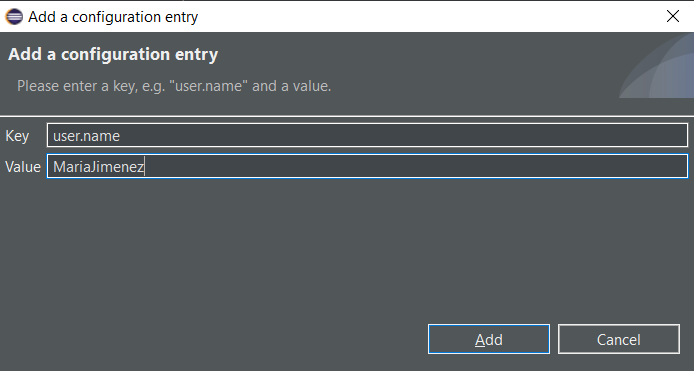 Add a configuration entry
Add a configuration entry
Please enter a key, e.g. "user.name" and a value.
Key user.name
Value MariaJimenez
Add Cancel